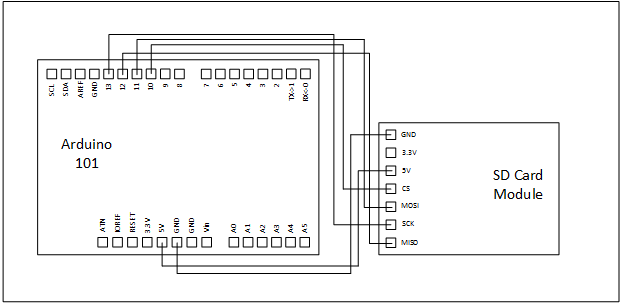 SCL
SDA
AREF
GND
13
12
11
10
9
8
7
6
5
4
3
2
TX->1
RX<-0
Arduino
101
ATN
IOREF
RESET
3.3V
5V
GND
GND
Vin
A0
A1
A2
A3
A4
A5
GND
3.3V
5V
CS
MOSI
SCK
MISO
SD Card
Module